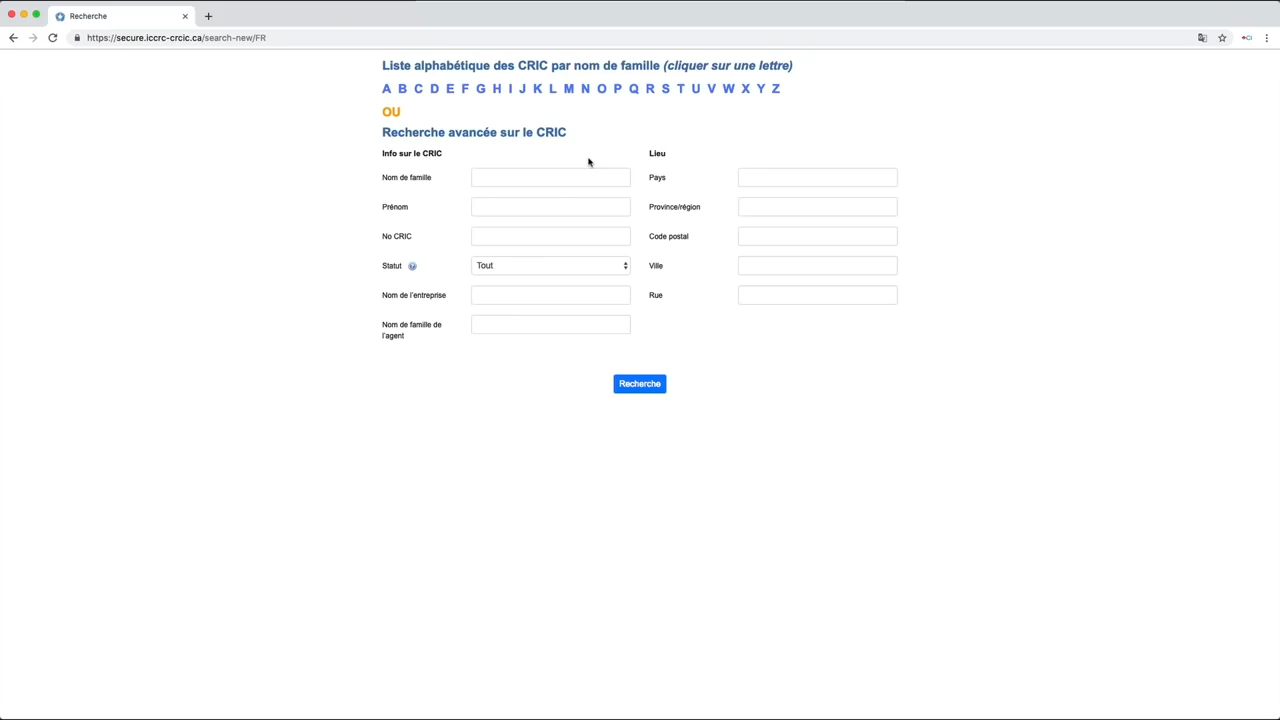 Recherche
https://secure.iccrc-crcic.ca/search-new/FR
Liste alphabétique des CRIC par nom de famille (cliquer sur une lettre)
A B C D E F G H I J K L M N O P Q R S T U V W X Y Z
OU
Recherche avancée sur le CRIC
Info sur le CRIC
Lieu
Nom de famille
Pays
Prénom
Province/région
No CRIC
Code postal
Statut
Tout
Ville
Nom de l'entreprise
Rue
Nom de famille de
l'agent
Recherche